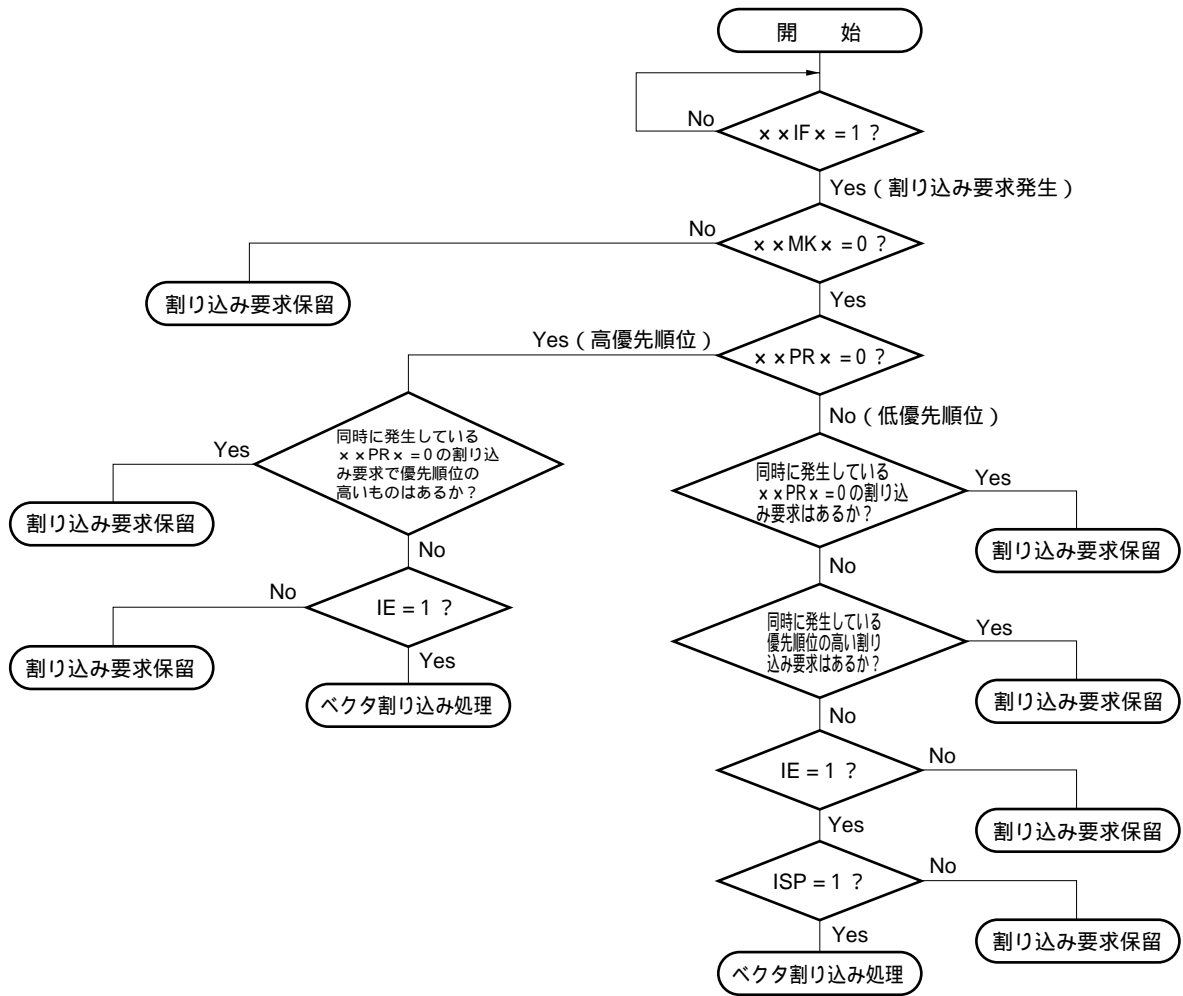 開　始
No
××IF×=1？
Yes（割り込み要求発生）
No
××MK×=0？
割り込み要求保留
Yes
Yes（高優先順位）
××PR×=0？
No（低優先順位）
同時に発生している
××PR×=0の割り込
み要求で優先順位の
高いものはあるか？
Yes
割り込み要求保留
No
同時に発生している
××PR×=0の割り込
み要求はあるか？
Yes
割り込み要求保留
No
No
IE=1？
割り込み要求保留
Yes
ベクタ割り込み処理
同時に発生している
優先順位の高い割り
込み要求はあるか？
Yes
割り込み要求保留
No
IE=1？
No
割り込み要求保留
Yes
ISP=1？
No
割り込み要求保留
Yes
ベクタ割り込み処理